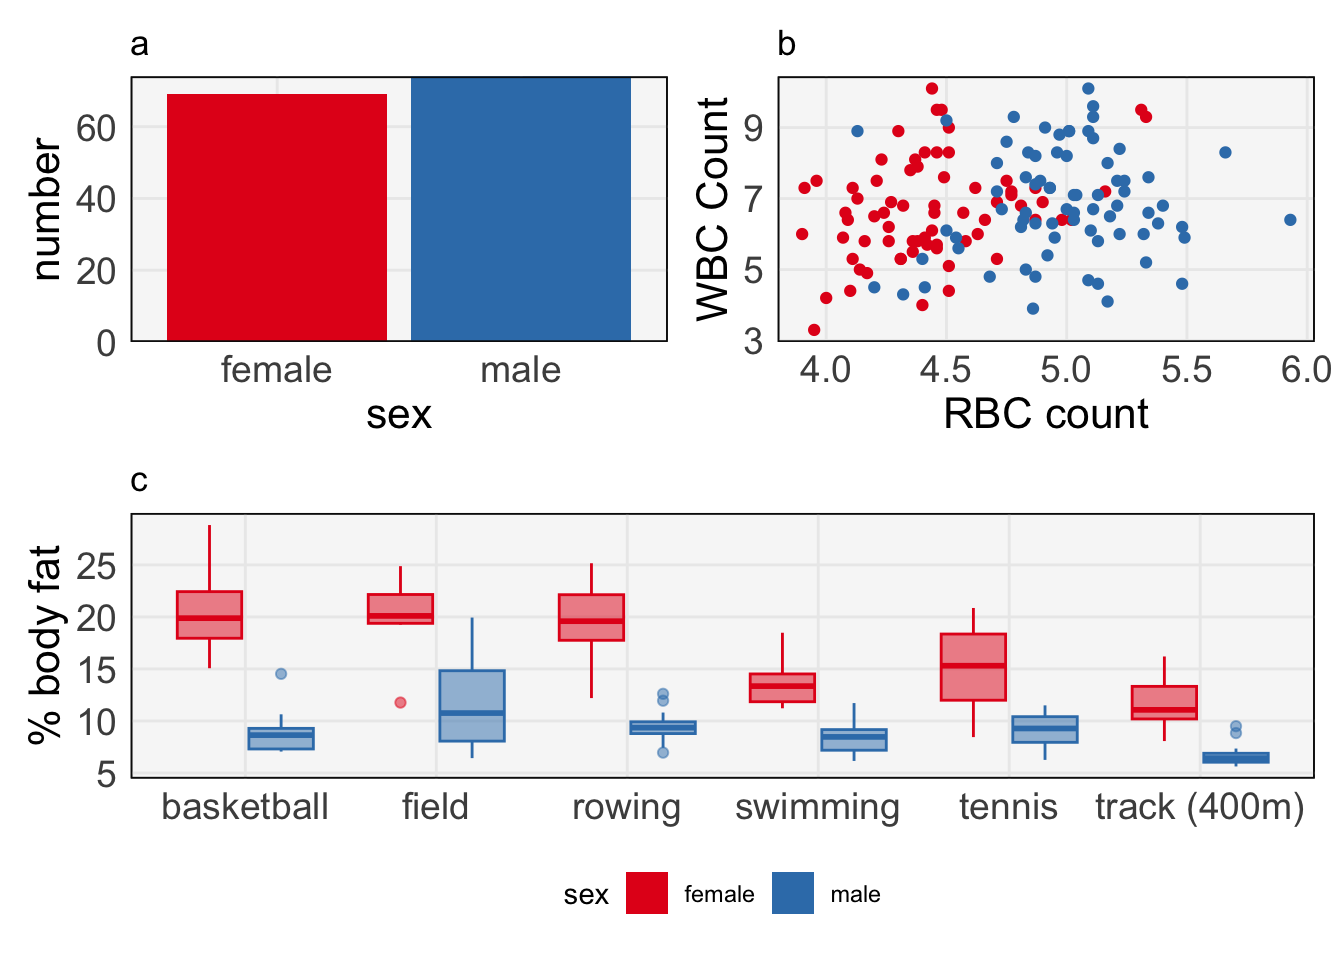 a
number
60
40
20
0
female male
sex
b
WBC Count
9
7
5
3
4.0 4.5 5.0 5.5 6.0
RBC count
c
% body fat
25
20
15
10
5
basketball field rowing swimming tennis track (400m)
sex female male